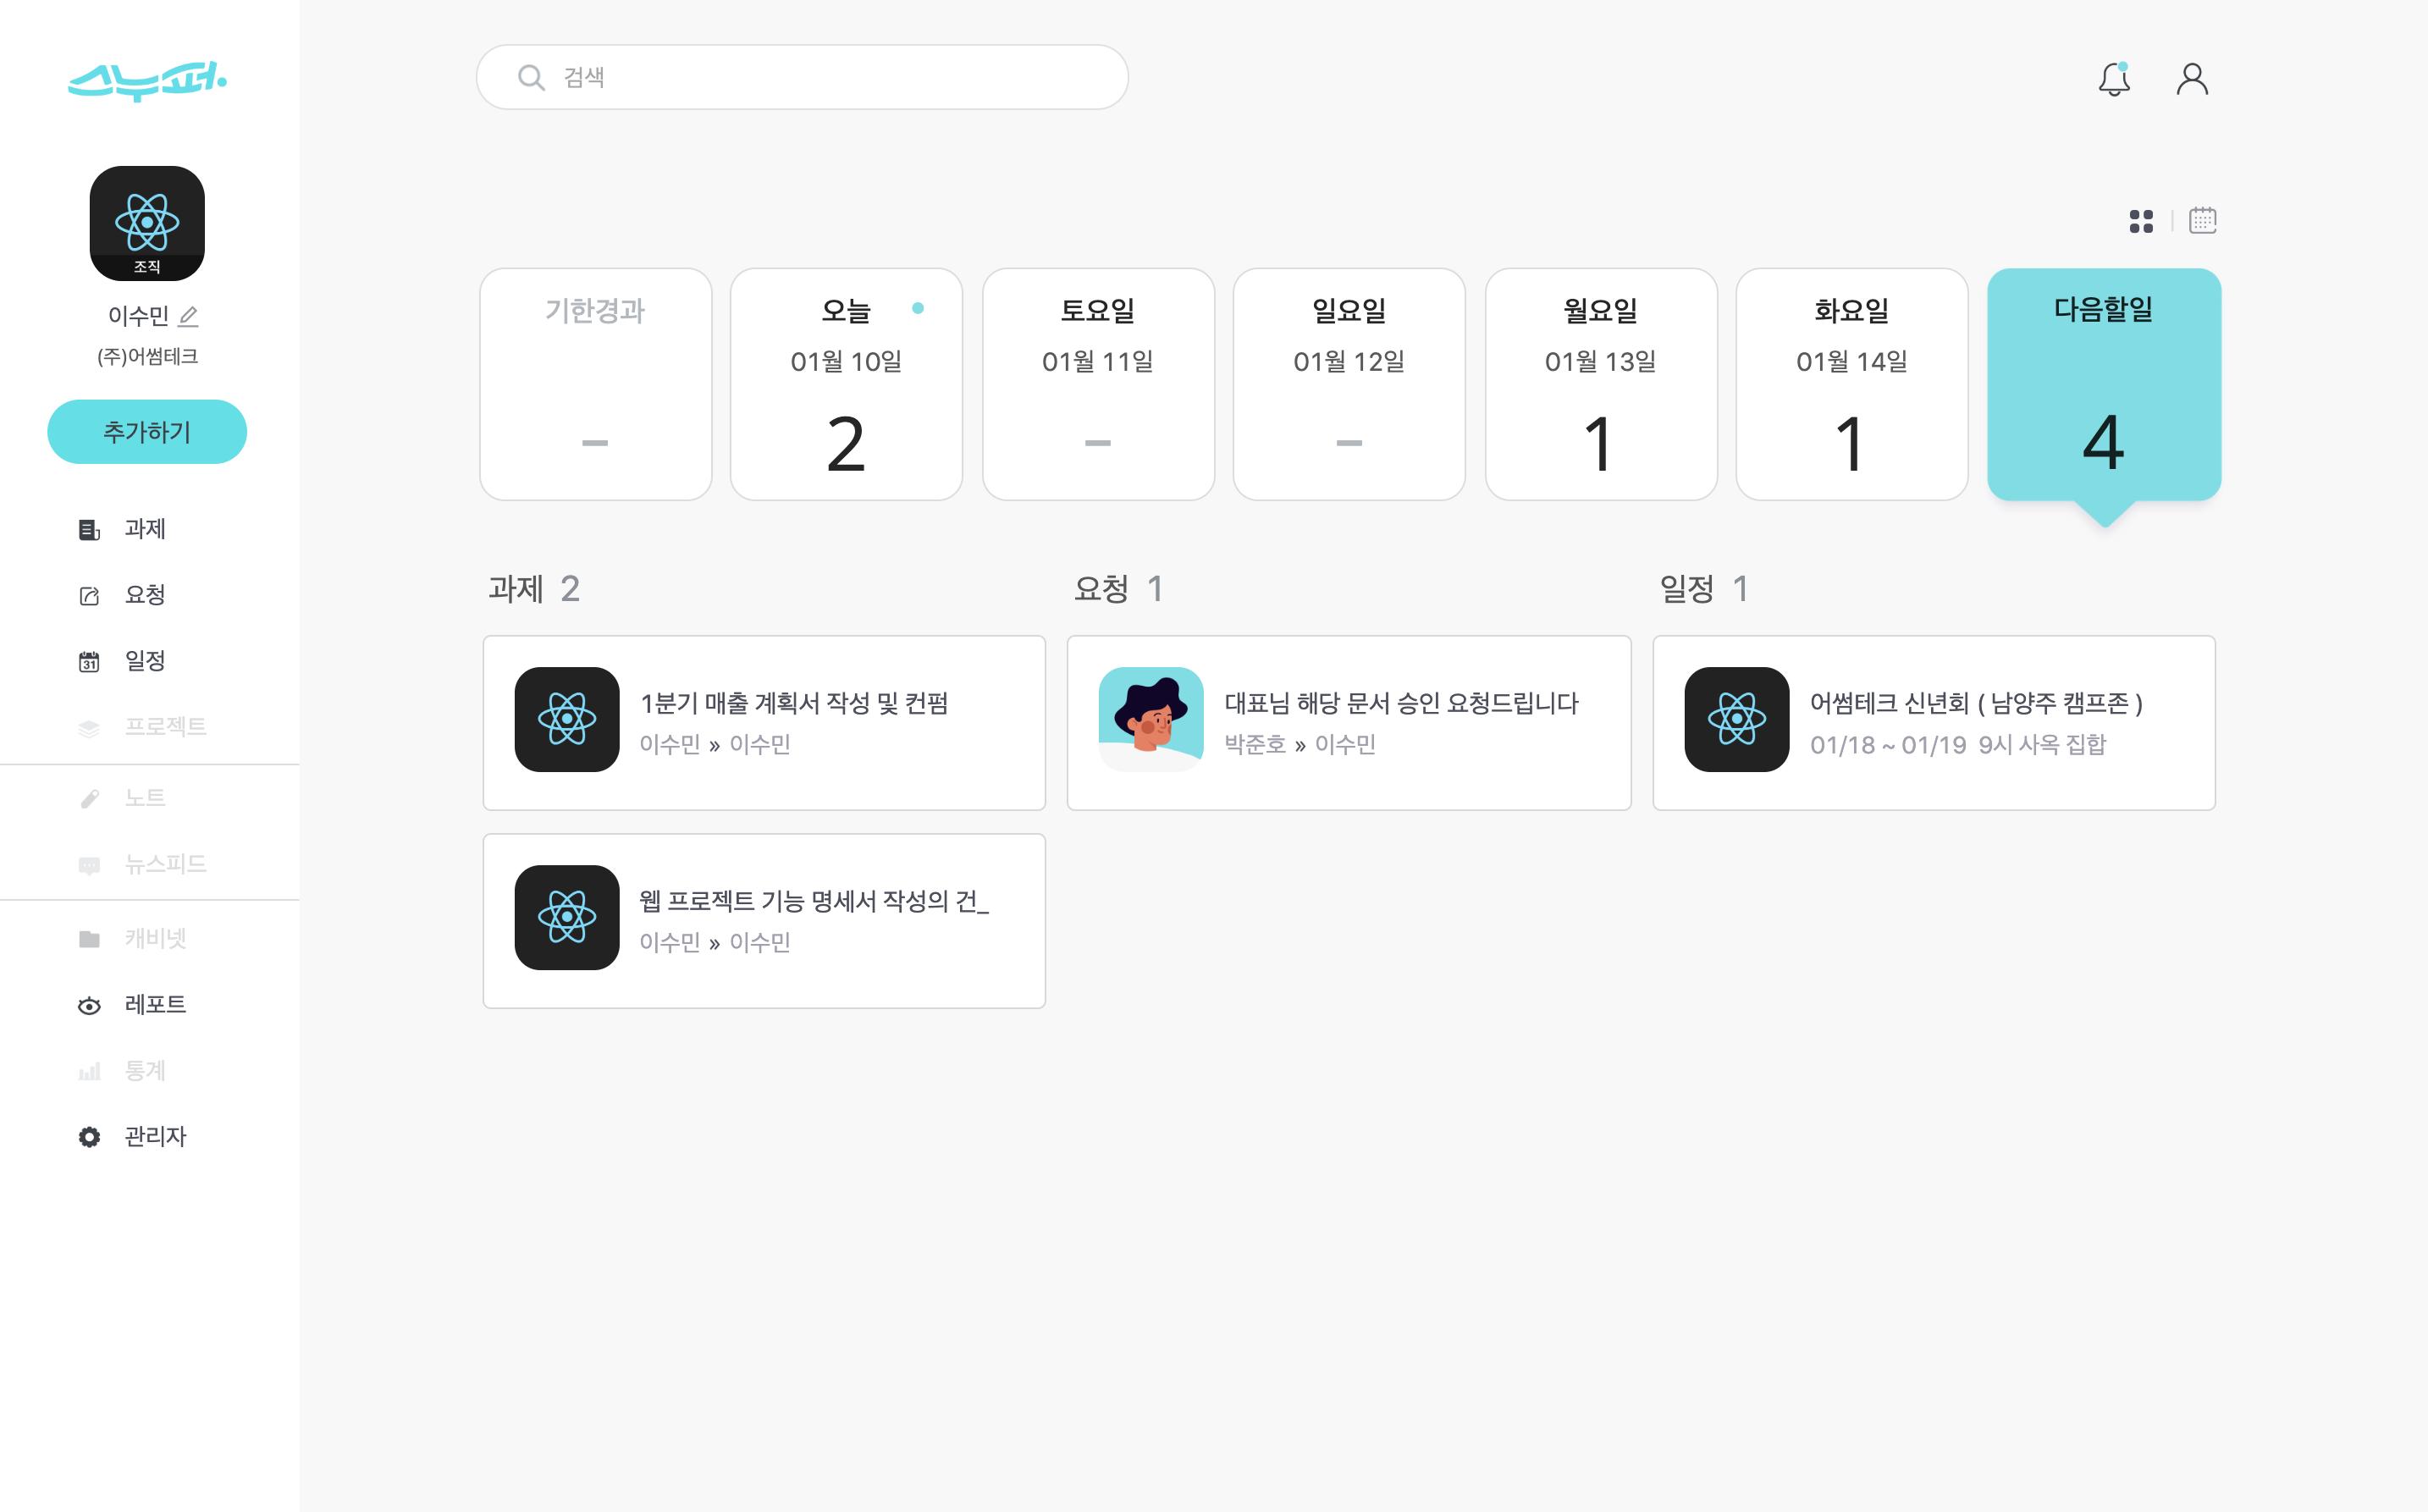 스누퍼.
조직
이수민
(주)어썸테크
추가하기
과제
요청
31
일정
프로젝트
노트
뉴스피드
캐비넷
레포트
통계
관리자
검색
기한경과
–
오늘
01월 10일
2
토요일
01월 11일
–
일요일
01월 12일
–
월요일
01월 13일
1
화요일
01월 14일
1
다음할일
4
과제 2
1분기 매출 계획서 작성 및 컨펌
이수민 » 이수민
웹 프로젝트 기능 명세서 작성의 건_
이수민 » 이수민
요청 1
대표님 해당 문서 승인 요청드립니다
박준호 » 이수민
일정 1
어썸테크 신년회 ( 남양주 캠프존 )
01/18 ~ 01/19 9시 사옥 집합